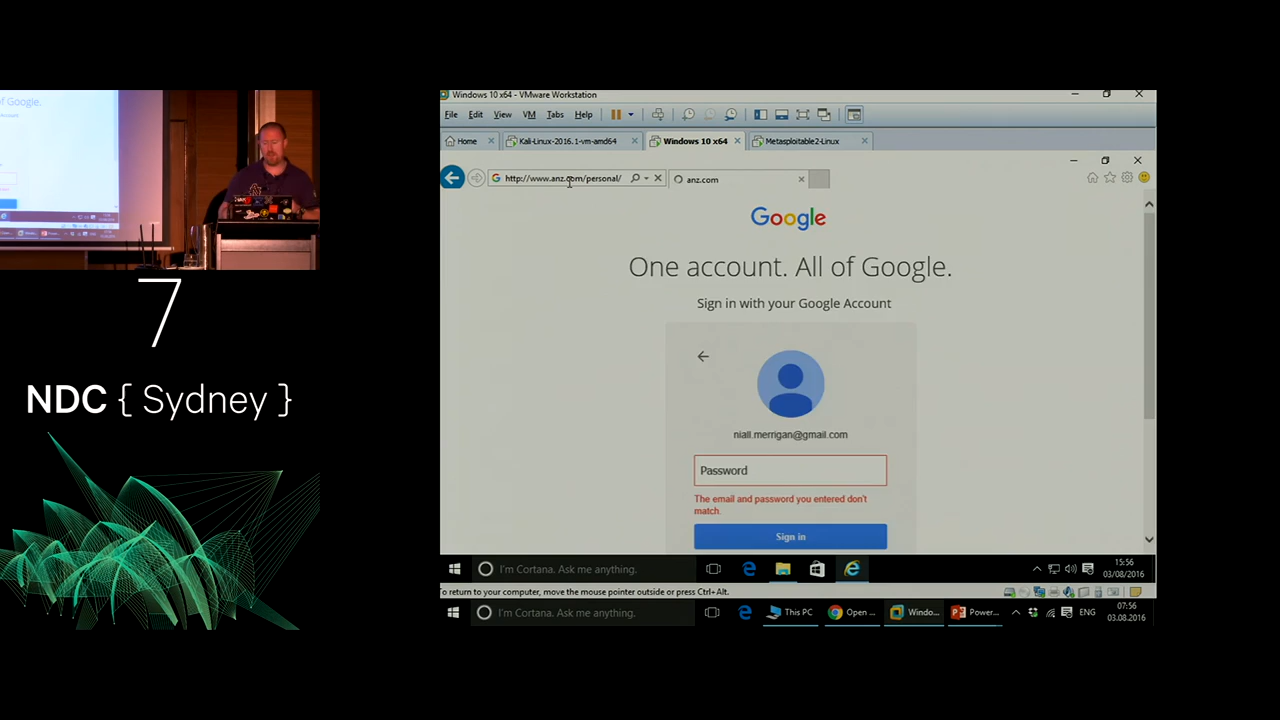 of Google.
Windows 10 x64 - VMware Workstation
File Edit View VM Tabs Help
Home Kali-Linux-2016.1-vm-amd64 Windows 10 x64 Metasploitable2-Linux
http://www.anz.com/personal/ anz.com
Google
One account. All of Google.
Sign in with your Google Account
niall.merrigan@gmail.com
Password
The email and password you entered don't
match.
Sign in
I'm Cortana. Ask me anything. 15:56
03/08/2016
o return to your computer, move the mouse pointer outside or press Ctrl+Alt.
I'm Cortana. Ask me anything. This PC Open ... Windo... Power... ENG 07:56
03.08.2016
7
NDC { Sydney }